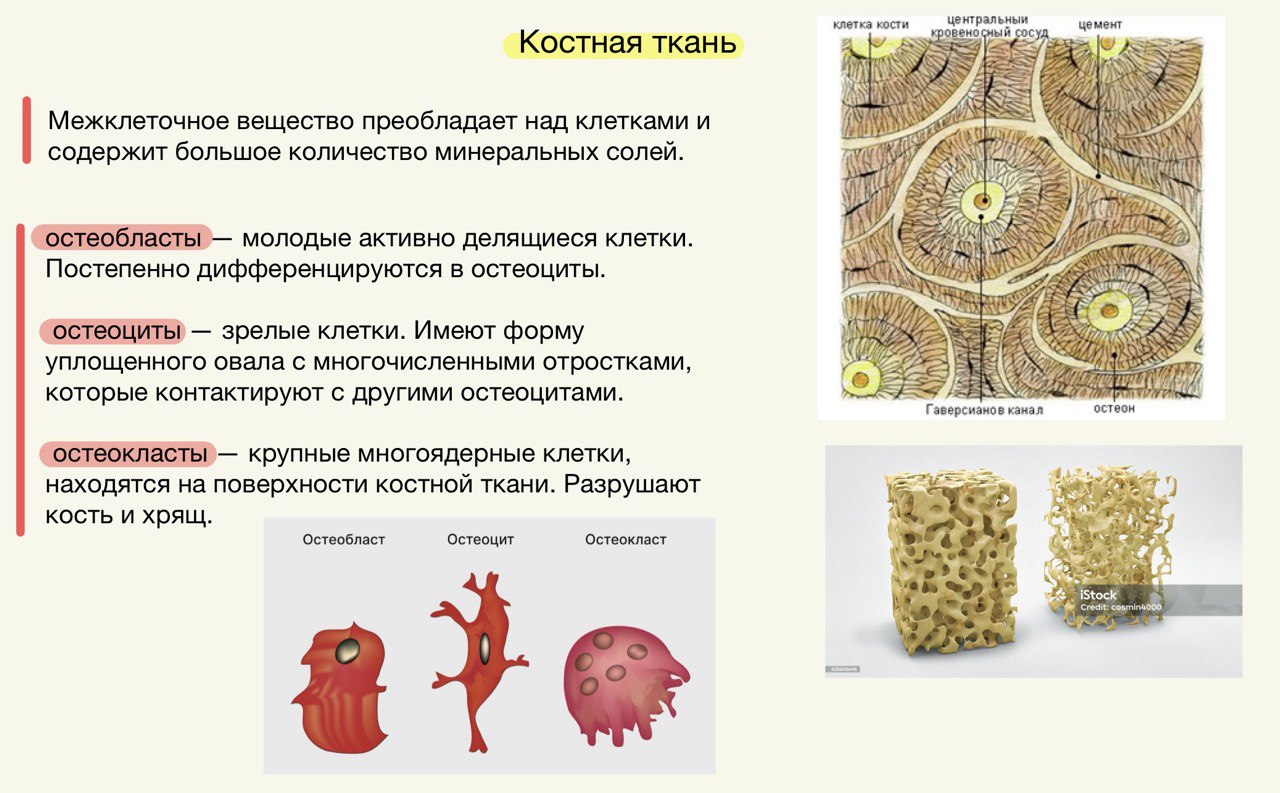 Костная ткань
Межклеточное вещество преобладает над клетками и
содержит большое количество минеральных солей.
остеобласты — молодые активно делящиеся клетки.
Постепенно дифференцируются в остеоциты.
остеоциты — зрелые клетки. Имеют форму
уплощенного овала с многочисленными отростками,
которые контактируют с другими остеоцитами.
остеокласты — крупные многоядерные клетки,
находятся на поверхности костной ткани. Разрушают
кость и хрящ.
Остеобласт
Остеоцит
Остеокласт
клетка кости
центральный
кровеносный сосуд
цемент
Гаверсианов канал
остеон
iStock
Credit: cosmin4000